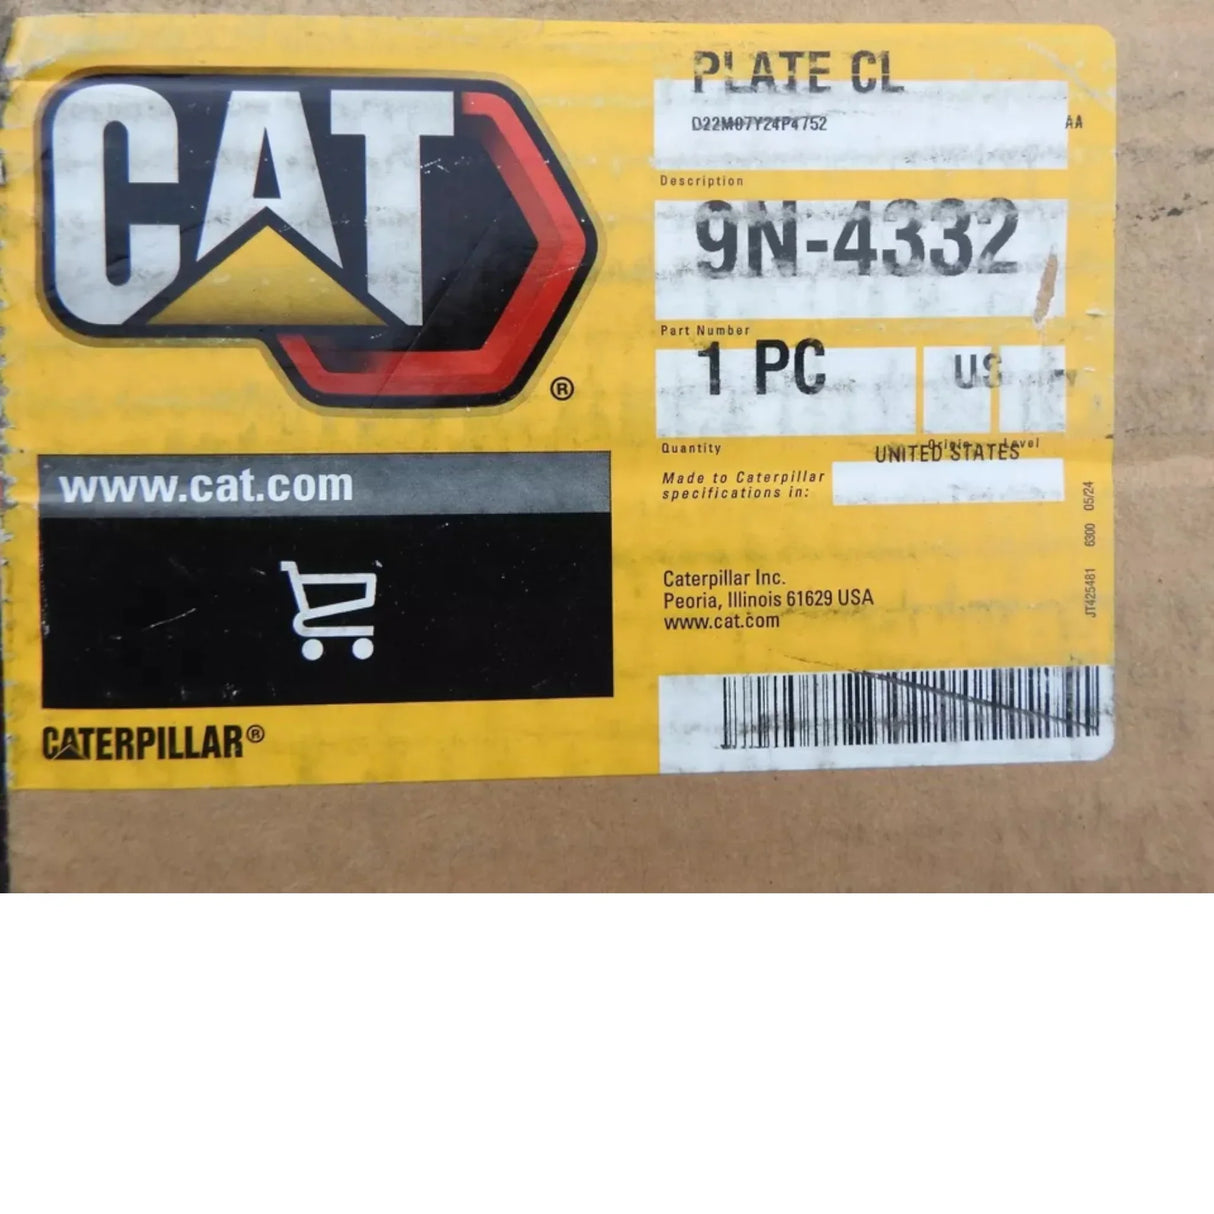 CAT®
www.cat.com
CATERPILLAR®
PLATE CL
D22M07Y24P4752 AA
Description
9N-4332
Part Number
1 PC US
Quantity Origin Level
UNITED STATES
Made to Caterpillar
specifications in:
Caterpillar Inc.
Peoria, Illinois 61629 USA
www.cat.com
JT425481 6300 05/24